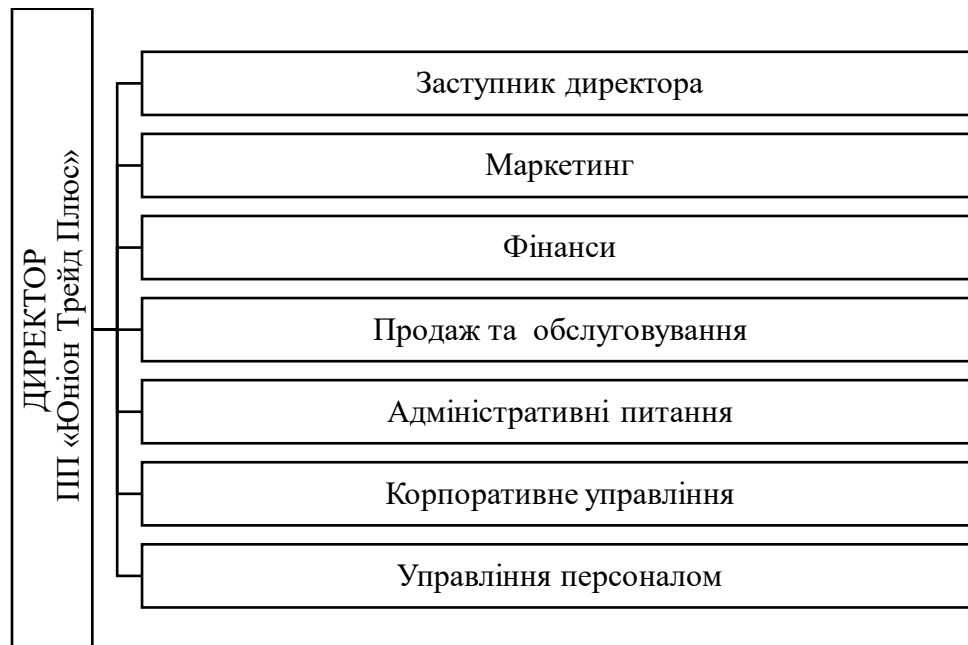 ДИРЕКТОР
ПП «Юніон Трейд Плюс»
Заступник директора
Маркетинг
Фінанси
Продаж та обслуговування
Адміністративні питання
Корпоративне управління
Управління персоналом